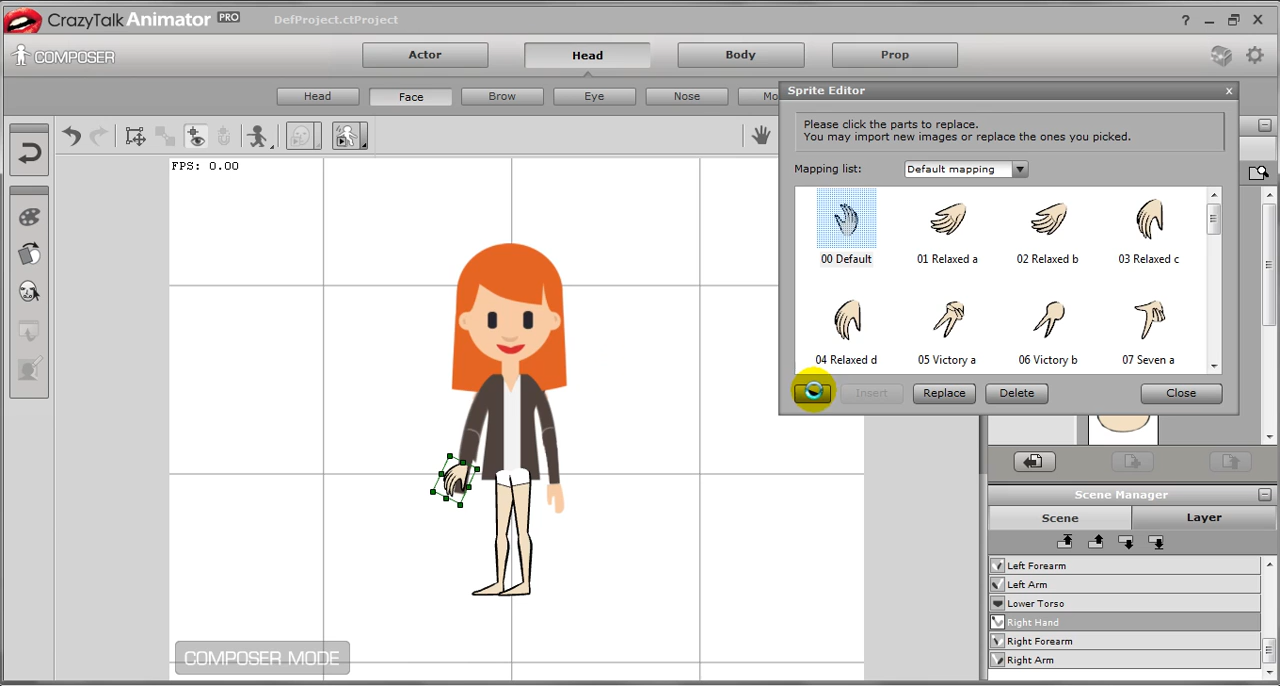 CrazyTalk Animator PRO
DefProject.ctProject
COMPOSER
Actor
Head
Body
Prop
Head
Face
Brow
Eye
Nose
Mo
FPS: 0.00
Sprite Editor
Please click the parts to replace.
You may import new images or replace the ones you picked.
Mapping list:
Default mapping
00 Default
01 Relaxed a
02 Relaxed b
03 Relaxed c
04 Relaxed d
05 Victory a
06 Victory b
07 Seven a
Insert
Replace
Delete
Close
Scene Manager
Scene
Layer
Left Forearm
Left Arm
Lower Torso
Right Hand
Right Forearm
Right Arm
COMPOSER MODE